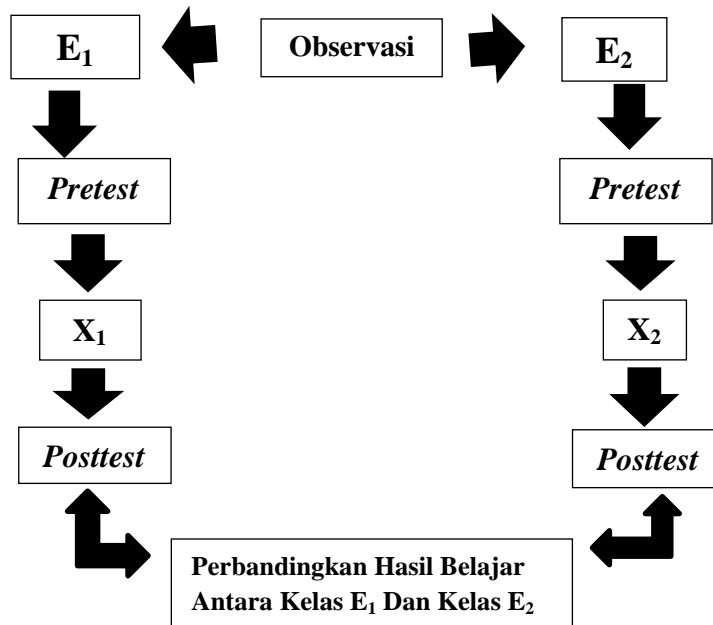 E₁
Observasi
E₂
Pretest
Pretest
X₁
X₂
Posttest
Posttest
Perbandingkan Hasil Belajar
Antara Kelas E₁ Dan Kelas E₂